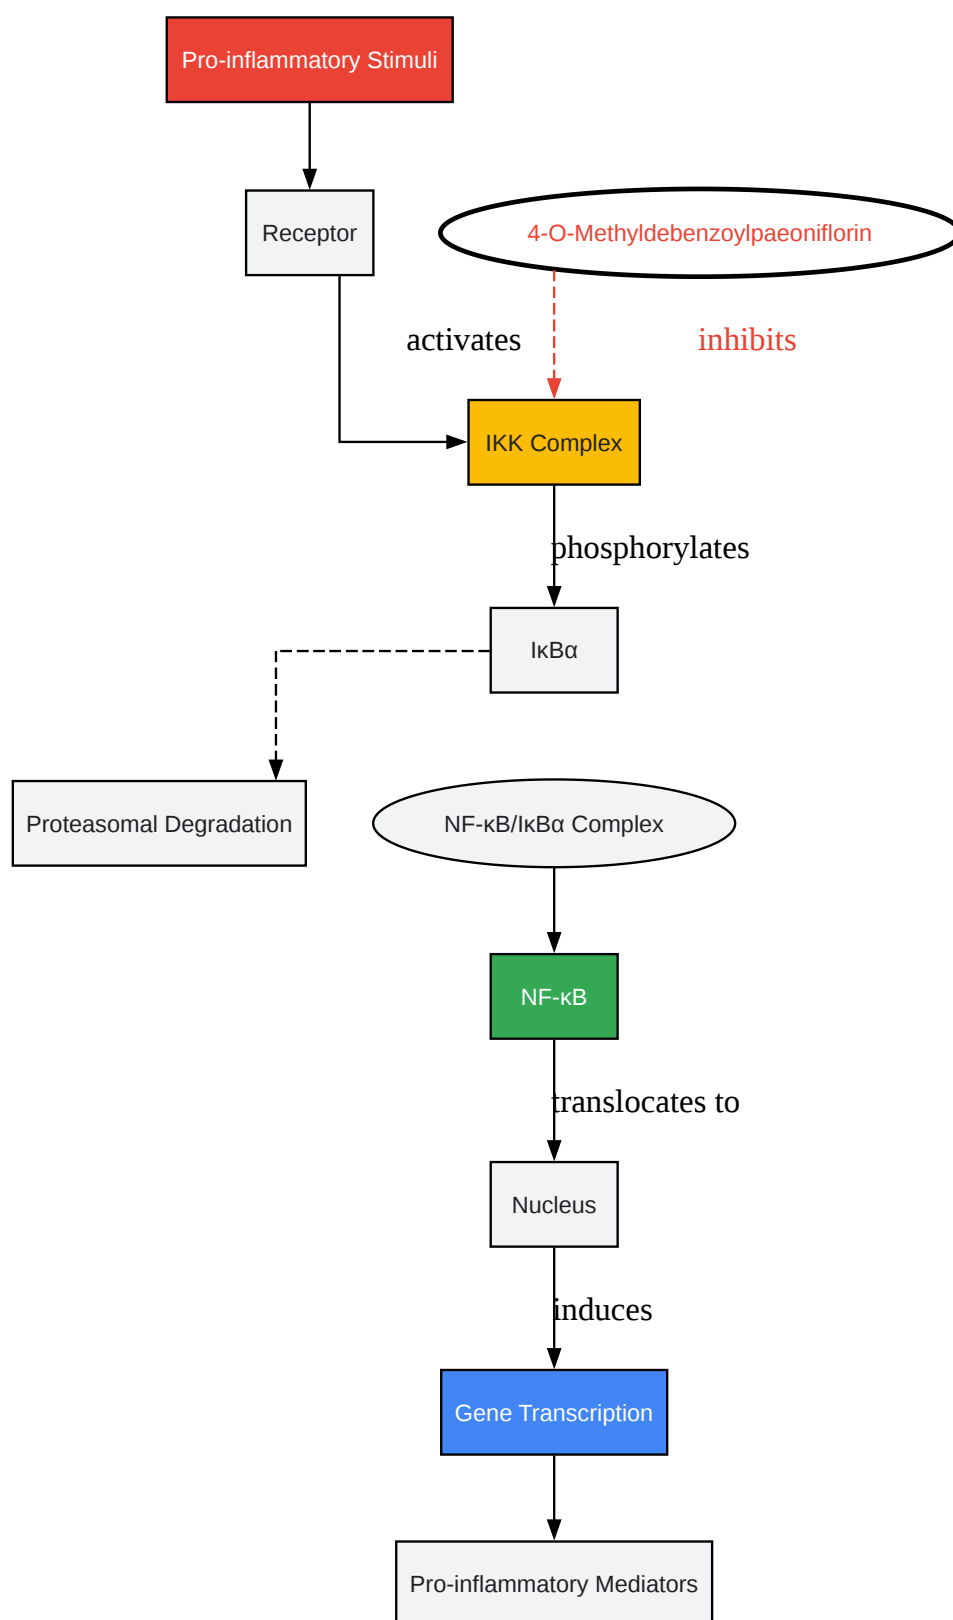 Pro-inflammatory Stimuli
Receptor
4-O-Methyldebenzoylpaeoniflorin
activates
inhibits
IKK Complex
phosphorylates
IκBα
Proteasomal Degradation
NF-κB/IκBα Complex
NF-κB
translocates to
Nucleus
induces
Gene Transcription
Pro-inflammatory Mediators